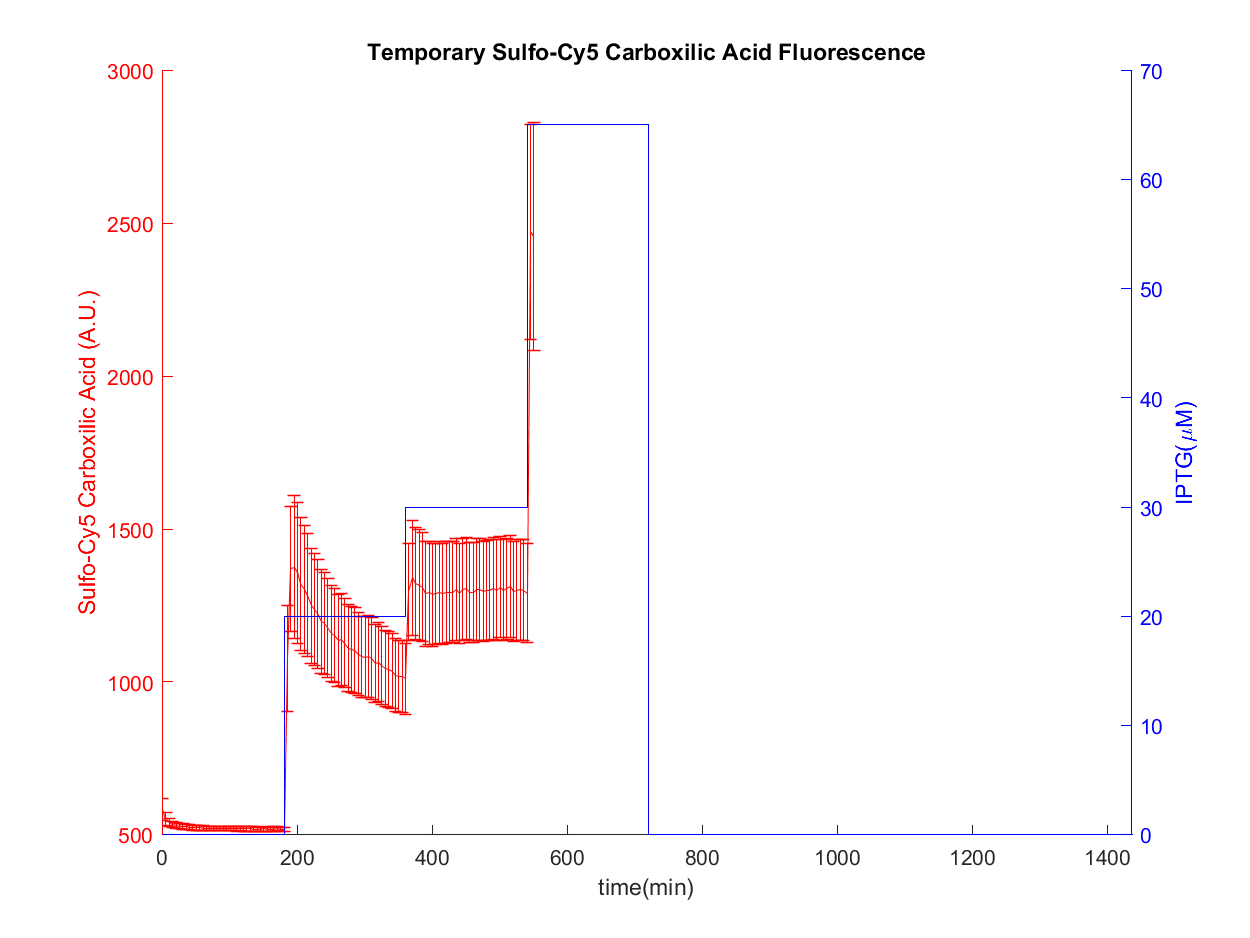 Temporary Sulfo-Cy5 Carboxilic Acid Fluorescence
3000
2500
2000
1500
1000
500
Sulfo-Cy5 Carboxilic Acid (A.U.)
70
60
50
40
30
20
10
0
IPTG(μM)
0 200 400 600 800 1000 1200 1400
time(min)